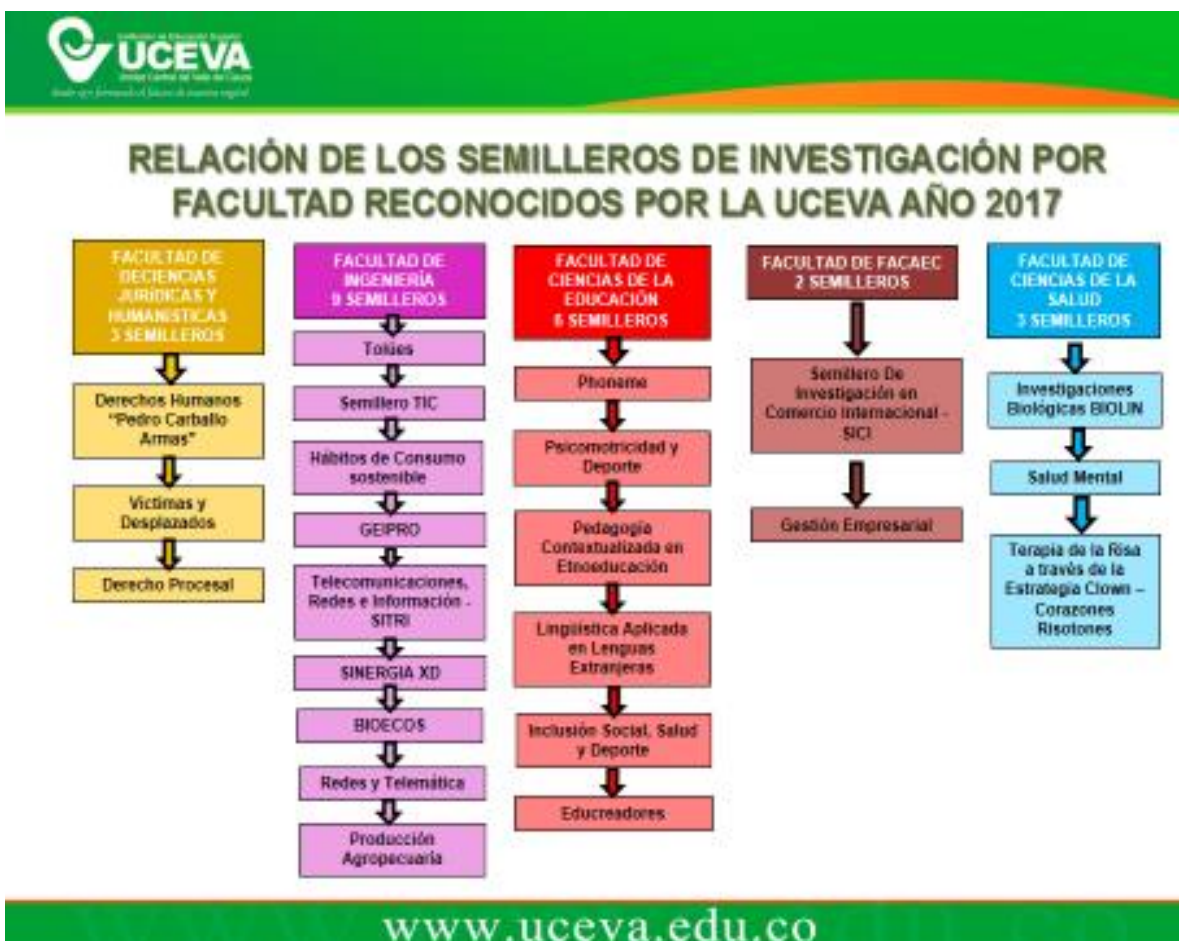 UCEVA
RELACIÓN DE LOS SEMILLEROS DE INVESTIGACIÓN POR
FACULTAD RECONOCIDOS POR LA UCEVA AÑO 2017
FACULTAD DE
DECIENCIAS
JURÍDICAS Y
HUMANÍSTICAS
3 SEMILLEROS
Derechos Humanos
"Pedro Carballo
Armas"
Victimas y
Desplazados
Derecho Procesal
FACULTAD DE
INGENIERÍA
9 SEMILLEROS
Tolúes
Semillero TIC
Hábitos de Consumo
sostenible
GEIPRO
Telecomunicaciones,
Redes e Información -
SITRI
SINERGIA XD
BIOECOS
Redes y Telemática
Producción
Agropecuaría
FACULTAD DE
CIENCIAS DE LA
EDUCACIÓN
6 SEMILLEROS
Phoneme
Psicomotricidad y
Deporte
Pedagogía
Contextualizada en
Etnoeducación
Lingüística Aplicada
en Lenguas
Extranjeras
Inclusión Social, Salud
y Deporte
Educreadores
FACULTAD DE FACAEC
2 SEMILLEROS
Semillero De
Investigación en
Comercio Internacional -
SICI
Gestión Empresarial
FACULTAD DE
CIENCIAS DE LA
SALUD
3 SEMILLEROS
Investigaciones
Biológicas BIOLIN
Salud Mental
Terapia de la Risa
a través de la
Estrategia Clown –
Corazones
Risotones
www.uceva.edu.co